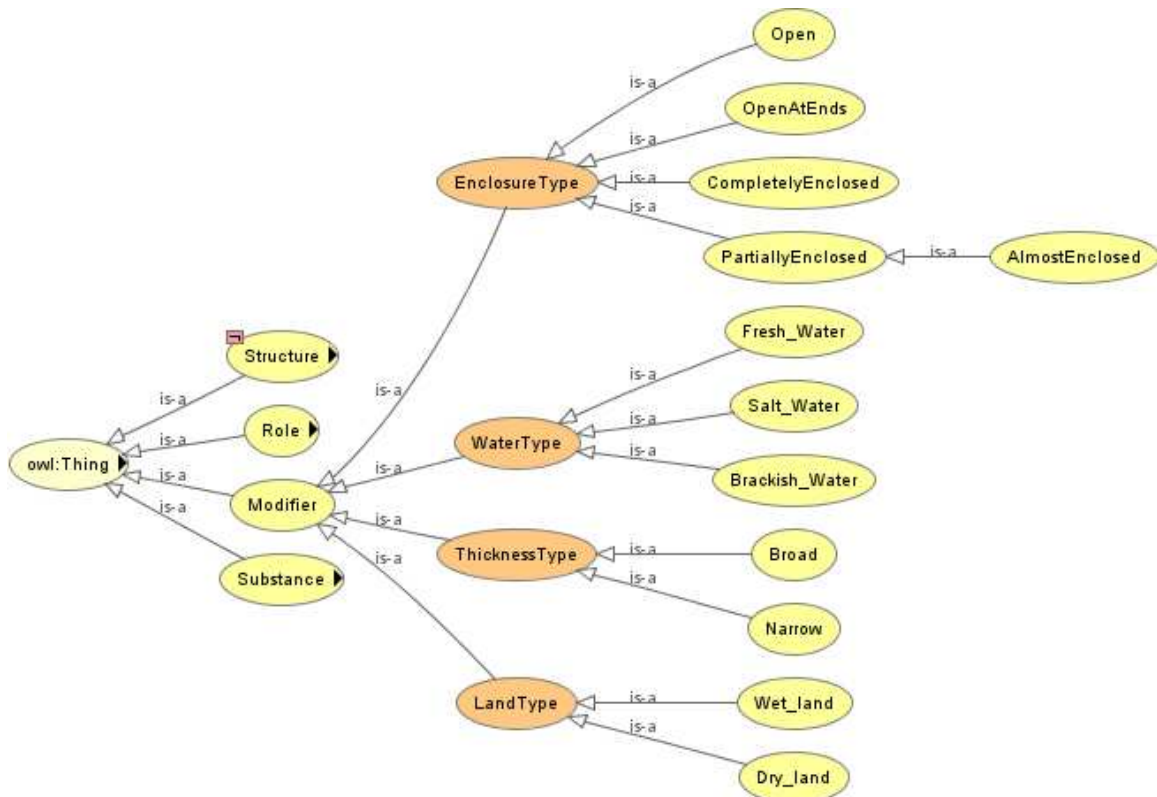 Open
is-a
OpenAtEnds
is-a
EnclosureType
is-a
CompletelyEnclosed
is-a
PartiallyEnclosed
is-a
AlmostEnclosed
Fresh_Water
Structure
is-a
is-a
is-a
Salt_Water
Role
is-a
is-a
WaterType
is-a
owl:Thing
is-a
is-a
is-a
Brackish_Water
Modifier
is-a
is-a
ThicknessType
is-a
Broad
is-a
is-a
Substance
Narrow
LandType
is-a
Wet_land
is-a
Dry_land